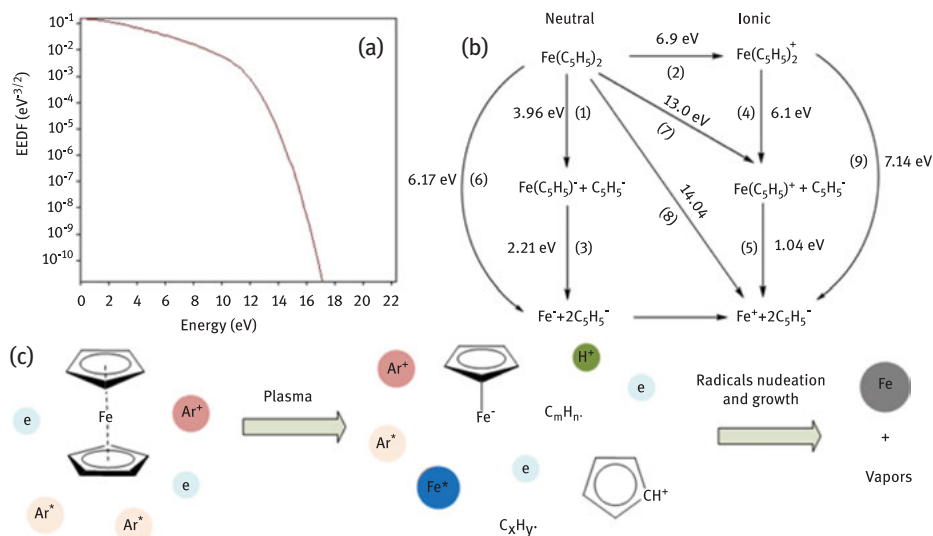 (a)
EEDF (eV-3/2)
10-1
10-2
10-3
10-4
10-5
10-6
10-7
10-8
10-9
10-10
0 2 4 6 8 10 12 14 16 18 20 22
Energy (eV)
(b)
Neutral Ionic
Fe(C5H5)2 6.9 eV (2) Fe(C5H5)2+
3.96 eV (1) 13.0 eV (7) (4) 6.1 eV
6.17 eV (6) 14.04 (8) (9) 7.14 eV
Fe(C5H5)- + C5H5- Fe(C5H5)+ + C5H5-
2.21 eV (3) (5) 1.04 eV
Fe-+2C5H5- Fe++2C5H5-
(c)
Fe
e
Ar+
e
Ar*
Ar*
Plasma
Ar+
Fe-
H+
e
CmHn·
Ar*
e
Fe*
CxHy·
CH+
Radicals nudeation
and growth
Fe
+
Vapors